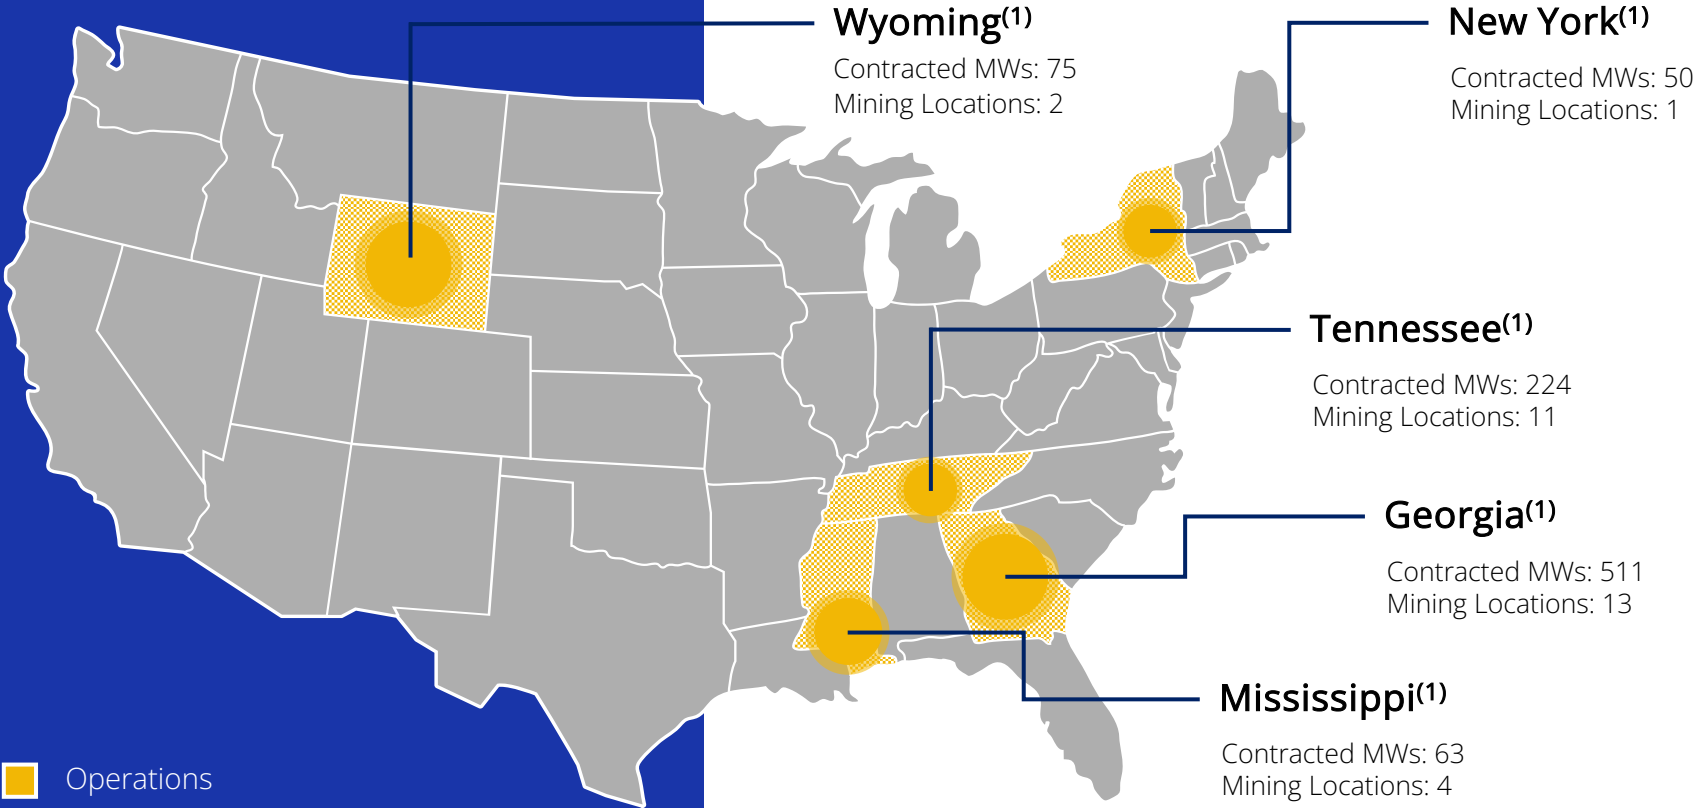 Wyoming(1)
Contracted MWs: 75
Mining Locations: 2
New York(1)
Contracted MWs: 50
Mining Locations: 1
Tennessee(1)
Contracted MWs: 224
Mining Locations: 11
Georgia(1)
Contracted MWs: 511
Mining Locations: 13
Mississippi(1)
Contracted MWs: 63
Mining Locations: 4
Operations